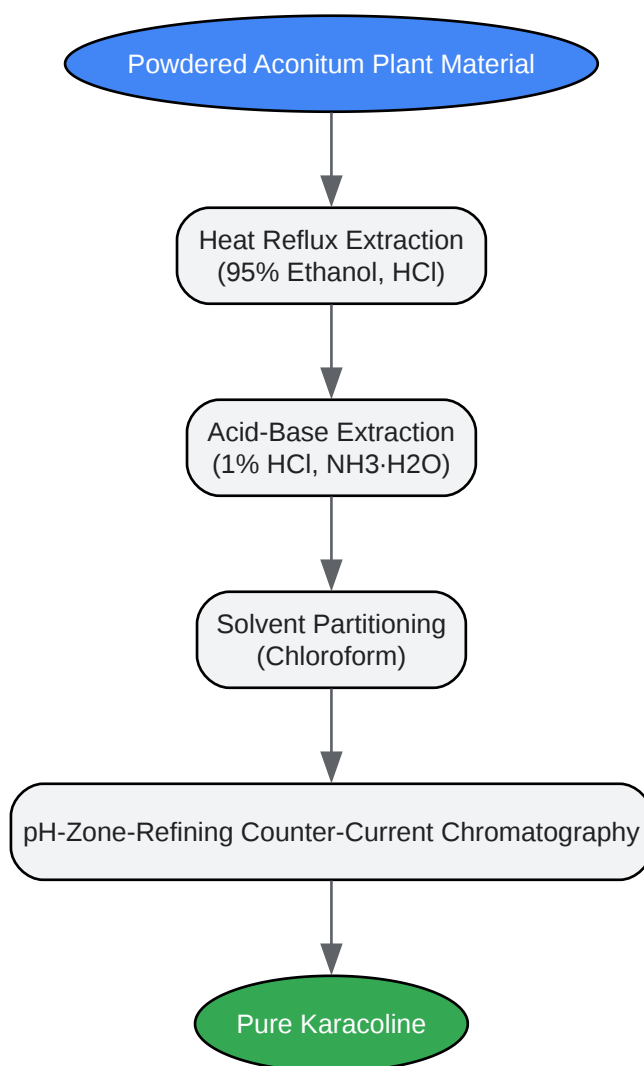 Powdered Aconitum Plant Material
Heat Reflux Extraction
(95% Ethanol, HCl)
Acid-Base Extraction
(1% HCl, NH3·H2O)
Solvent Partitioning
(Chloroform)
pH-Zone-Refining Counter-Current Chromatography
Pure Karacoline